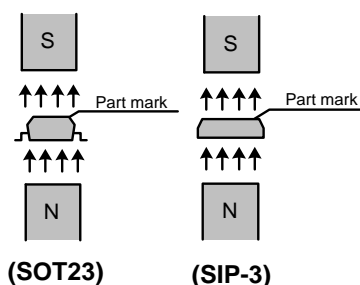 S
S
Part mark
Part mark
N
N
(SOT23)
(SIP-3)